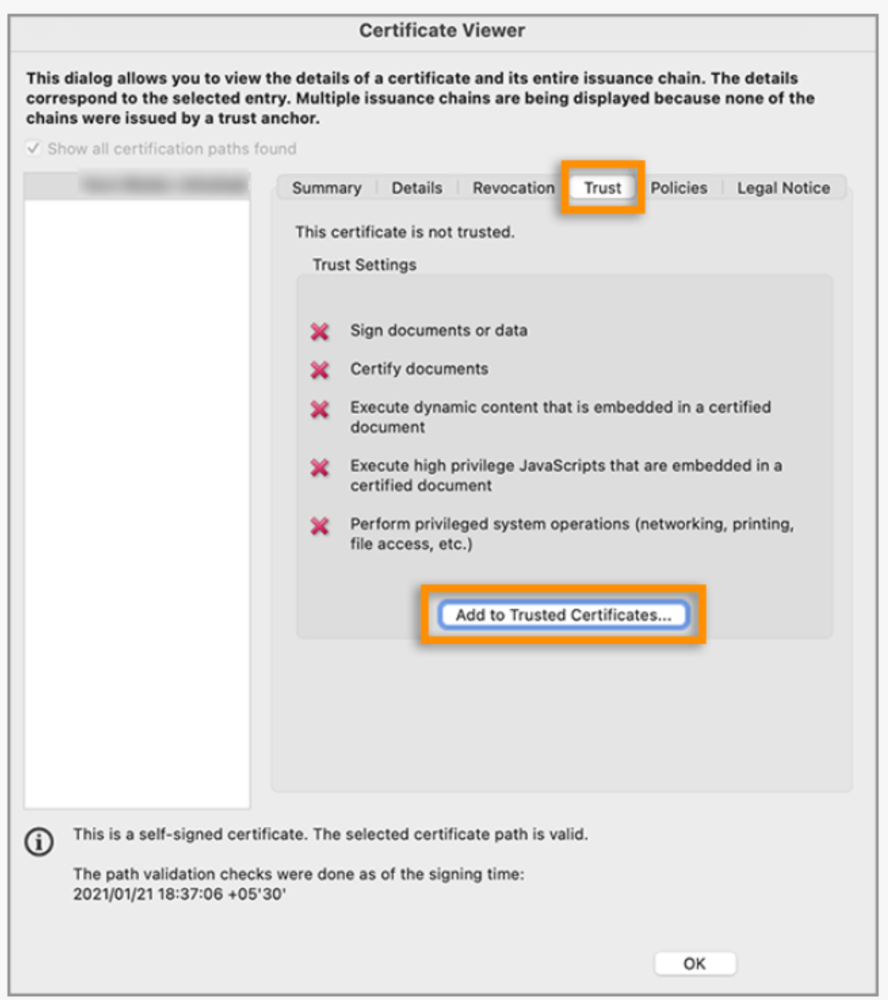 Certificate Viewer
This dialog allows you to view the details of a certificate and its entire issuance chain. The details
correspond to the selected entry. Multiple issuance chains are being displayed because none of the
chains were issued by a trust anchor.
Show all certification paths found
Summary Details Revocation Trust Policies Legal Notice
This certificate is not trusted.
Trust Settings
Sign documents or data
Certify documents
Execute dynamic content that is embedded in a certified
document
Execute high privilege JavaScripts that are embedded in a
certified document
Perform privileged system operations (networking, printing,
file access, etc.)
Add to Trusted Certificates...
This is a self-signed certificate. The selected certificate path is valid.
The path validation checks were done as of the signing time:
2021/01/21 18:37:06 +05'30'
OK